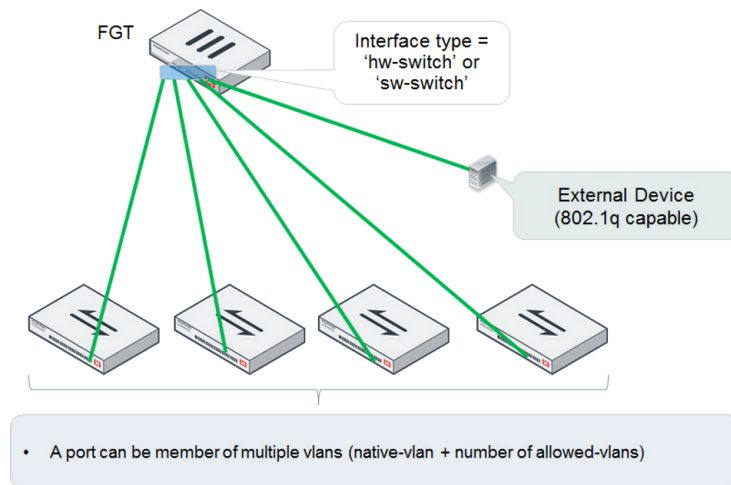 FGT
Interface type =
‘hw-switch’ or
‘sw-switch’
External Device
(802.1q capable)
• A port can be member of multiple vlans (native-vlan + number of allowed-vlans)